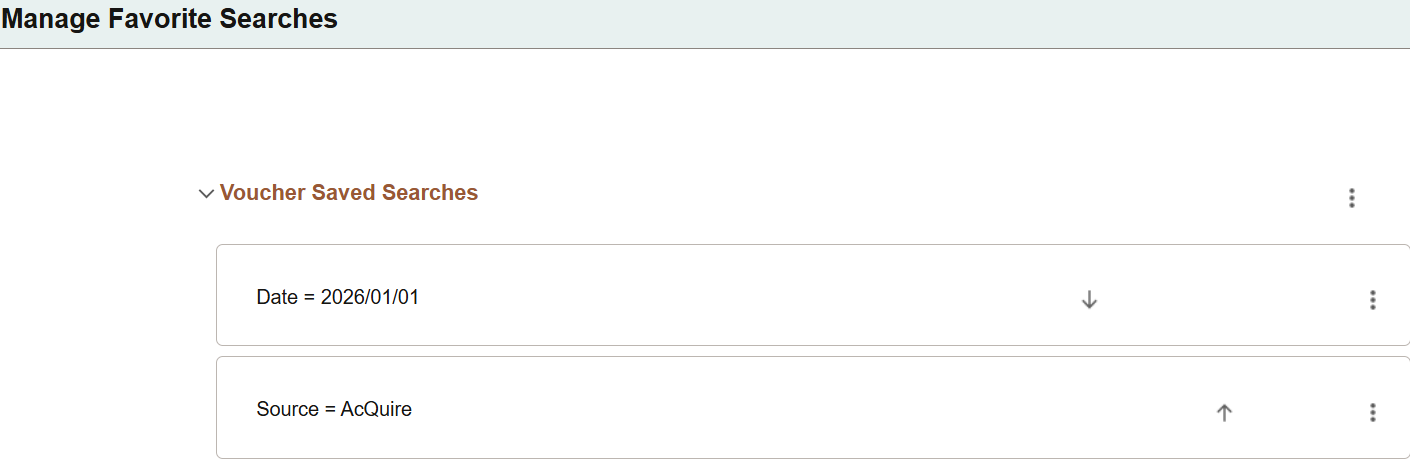 Manage Favorite Searches
Voucher Saved Searches
Date = 2026/01/01
Source = AcQuire